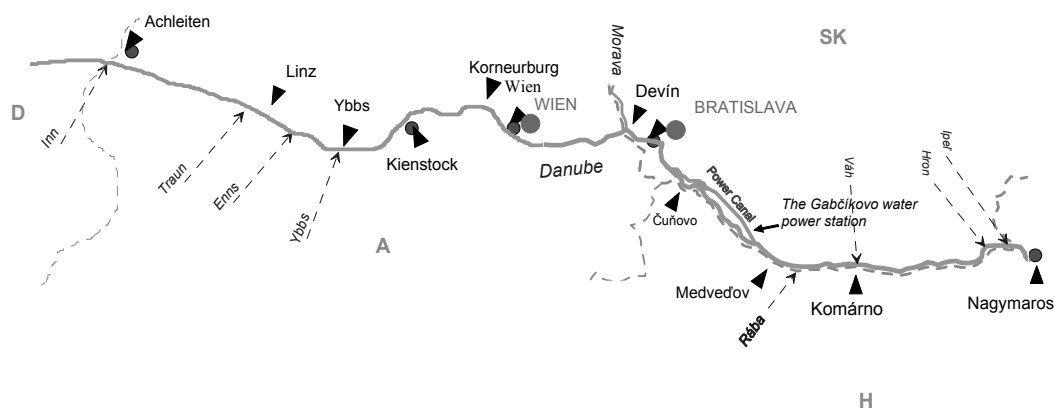 Achleiten
SK
Morava
Linz
Korneurburg
Wien
WIEN
Devín
BRATISLAVA
D
Inn
Ybbs
Traun
Enns
Ybbs
Kienstock
Danube
Power Canal
Čuňovo
The Gabčíkovo water
power station
Váh
Hron
Ipeľ
A
Medveďov
Rába
Komárno
Nagymaros
H